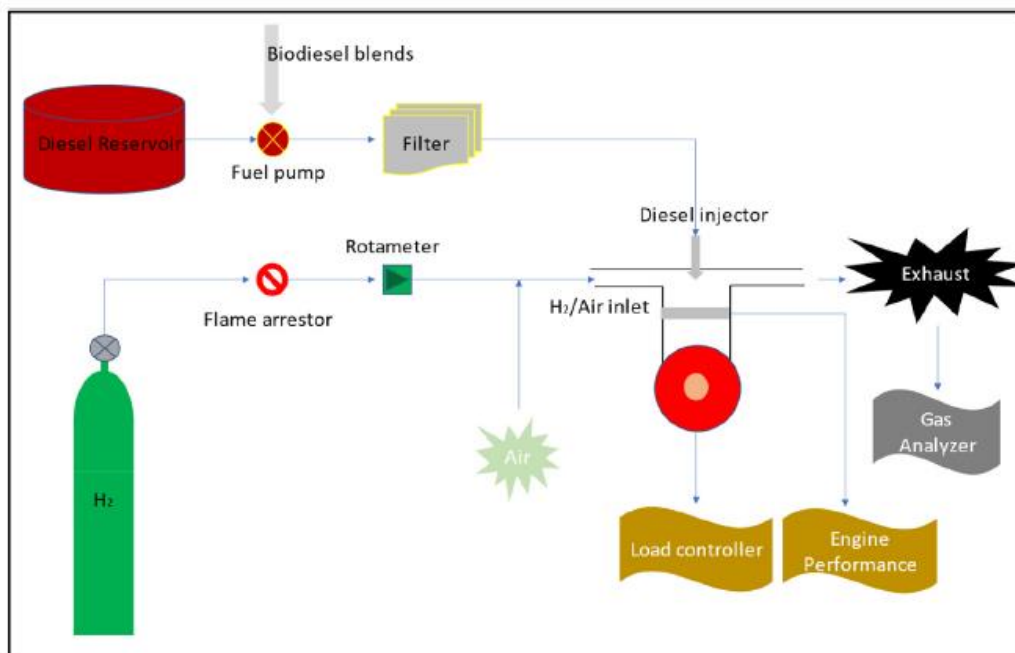 Biodiesel blends
Diesel Reservoir
Fuel pump
Filter
Diesel injector
Rotameter
Flame arrestor
H₂/Air inlet
Exhaust
Gas
Analyzer
Air
H₂
Load controller
Engine
Performance